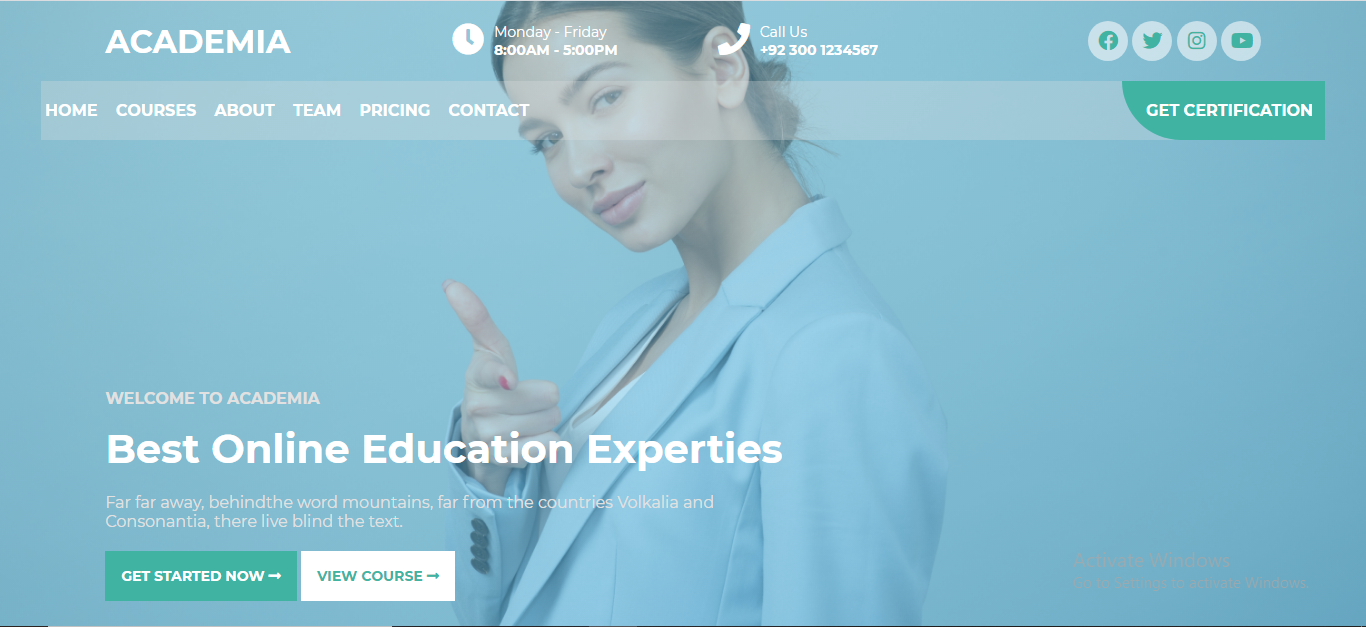 ACADEMIA
Monday - Friday
8:00AM - 5:00PM
Call Us
+92 300 1234567
HOME COURSES ABOUT TEAM PRICING CONTACT
GET CERTIFICATION
WELCOME TO ACADEMIA
Best Online Education Experties
Far far away, behindthe word mountains, far from the countries Volkalia and
Consonantia, there live blind the text.
GET STARTED NOW
VIEW COURSE
Activate Windows
Go to Settings to activate Windows.